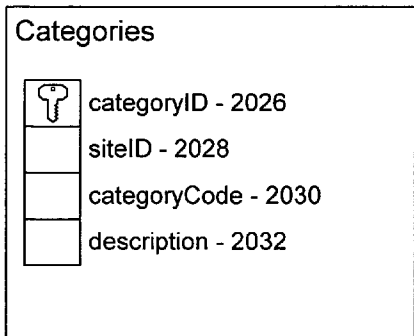 Categories
categoryID - 2026
siteID - 2028
categoryCode - 2030
description - 2032